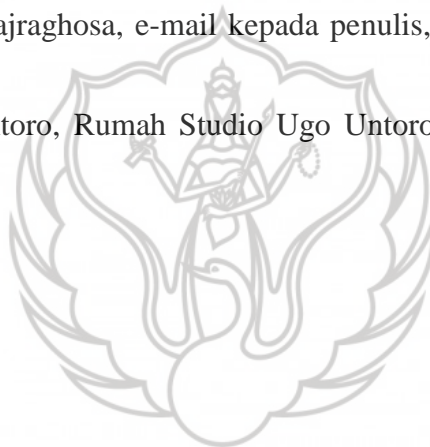 ajraghosa, e-mail kepada penulis,
toro, Rumah Studio Ugo Untoro